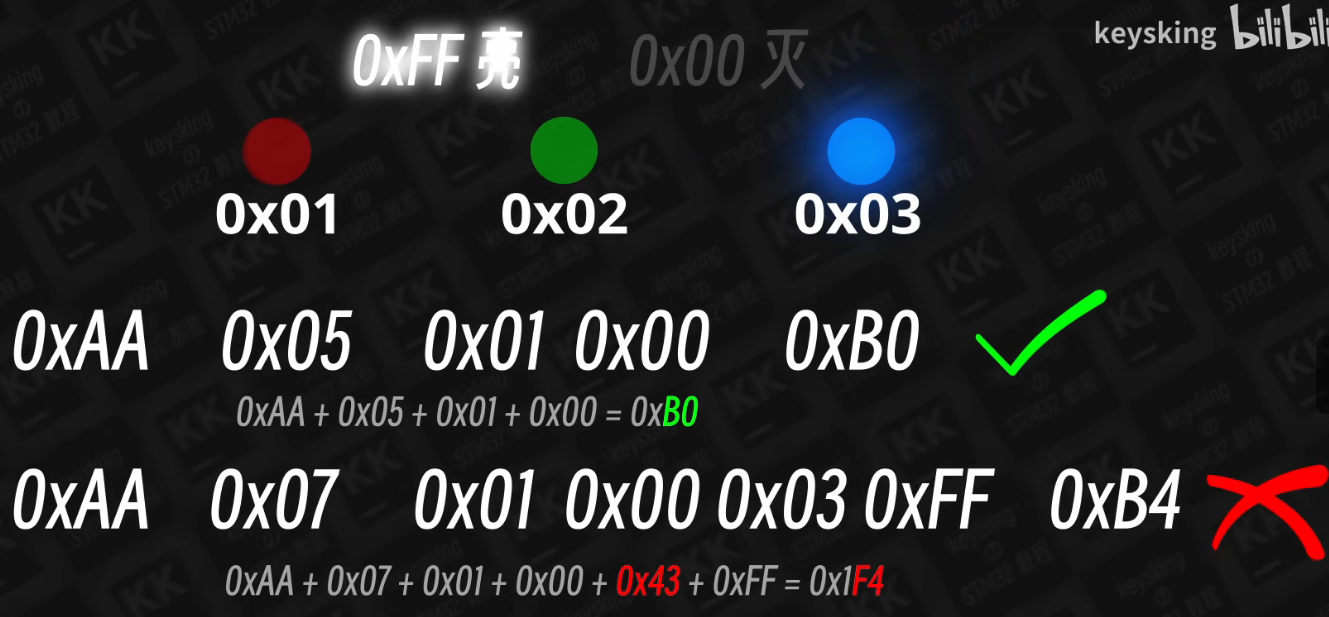 keysking bilibili
0xFF 亮 0x00 灭
0x01 0x02 0x03
0xAA 0x05 0x01 0x00 0xB0
0xAA + 0x05 + 0x01 + 0x00 = 0xB0
0xAA 0x07 0x01 0x00 0x03 0xFF 0xB4
0xAA + 0x07 + 0x01 + 0x00 + 0x43 + 0xFF = 0x1F4